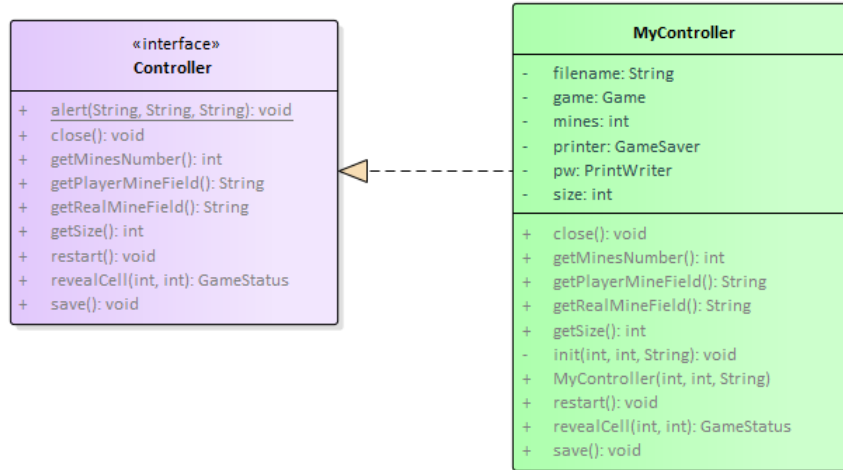 «interface»
Controller
+ alert(String, String, String): void
+ close(): void
+ getMinesNumber(): int
+ getPlayerMineField(): String
+ getRealMineField(): String
+ getSize(): int
+ restart(): void
+ revealCell(int, int): GameStatus
+ save(): void
MyController
- filename: String
- game: Game
- mines: int
- printer: GameSaver
- pw: PrintWriter
- size: int
+ close(): void
+ getMinesNumber(): int
+ getPlayerMineField(): String
+ getRealMineField(): String
+ getSize(): int
- init(int, int, String): void
+ MyController(int, int, String)
+ restart(): void
+ revealCell(int, int): GameStatus
+ save(): void